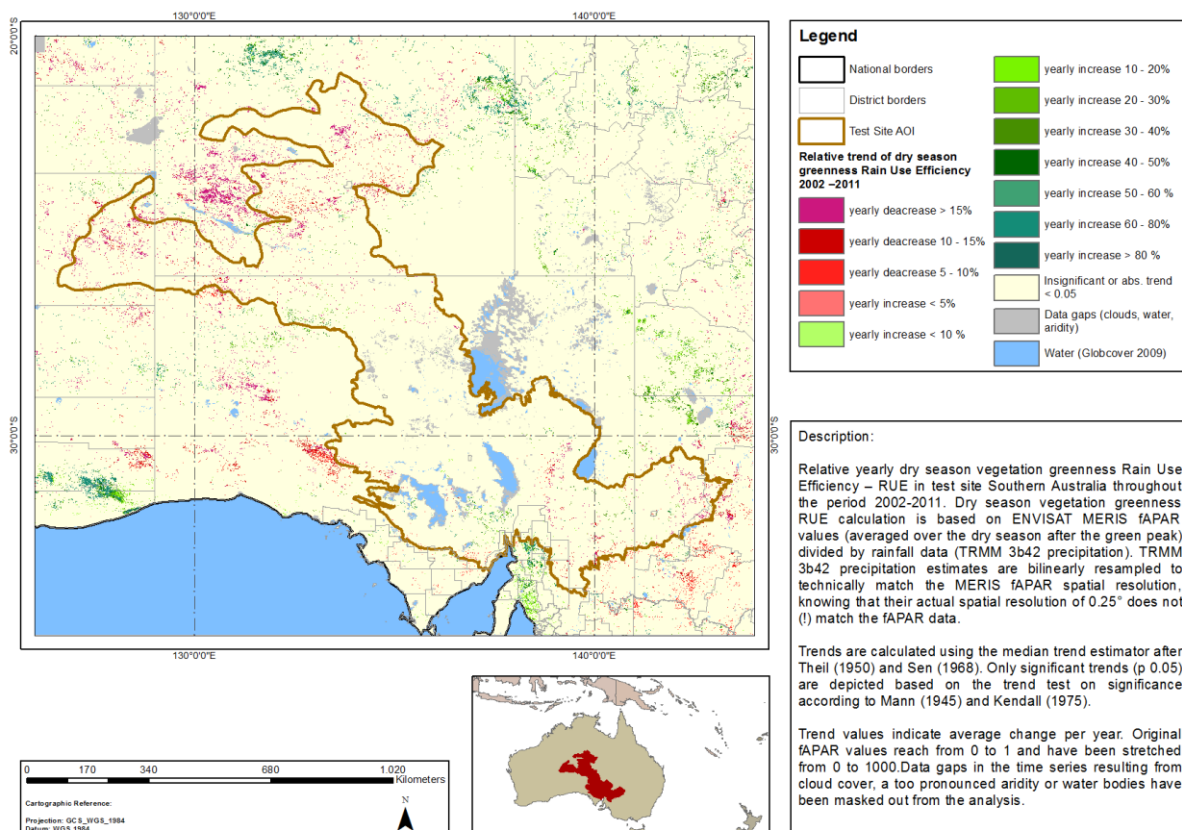 130°0'0"E
140°0'0"E
20°0'0"S
30°0'0"S
30°0'0"S
130°0'0"E
140°0'0"E
Legend
National borders
District borders
Test Site AOI
Relative trend of dry season
greenness Rain Use Efficiency
2002 –2011
yearly deacrease > 15%
yearly deacrease 10 - 15%
yearly deacrease 5 - 10%
yearly increase < 5%
yearly increase < 10 %
yearly increase 10 - 20%
yearly increase 20 - 30%
yearly increase 30 - 40%
yearly increase 40 - 50%
yearly increase 50 - 60 %
yearly increase 60 - 80%
yearly increase > 80 %
Insignificant or abs. trend
< 0.05
Data gaps (clouds, water,
aridity)
Water (Globcover 2009)
Description:
Relative yearly dry season vegetation greenness Rain Use
Efficiency – RUE in test site Southern Australia throughout
the period 2002-2011. Dry season vegetation greenness
RUE calculation is based on ENVISAT MERIS fAPAR
values (averaged over the dry season after the green peak)
divided by rainfall data (TRMM 3b42 precipitation). TRMM
3b42 precipitation estimates are bilinearly resampled to
technically match the MERIS fAPAR spatial resolution,
knowing that their actual spatial resolution of 0.25° does not
(!) match the fAPAR data.
Trends are calculated using the median trend estimator after
Theil (1950) and Sen (1968). Only significant trends (p 0.05)
are depicted based on the trend test on significance
according to Mann (1945) and Kendall (1975).
Trend values indicate average change per year. Original
fAPAR values reach from 0 to 1 and have been stretched
from 0 to 1000.Data gaps in the time series resulting from
cloud cover, a too pronounced aridity or water bodies have
been masked out from the analysis.
0 170 340 680 1.020
Kilometers
Cartographic Reference:
N
Projection: GCS_WGS_1984
Datum: WGS 1984